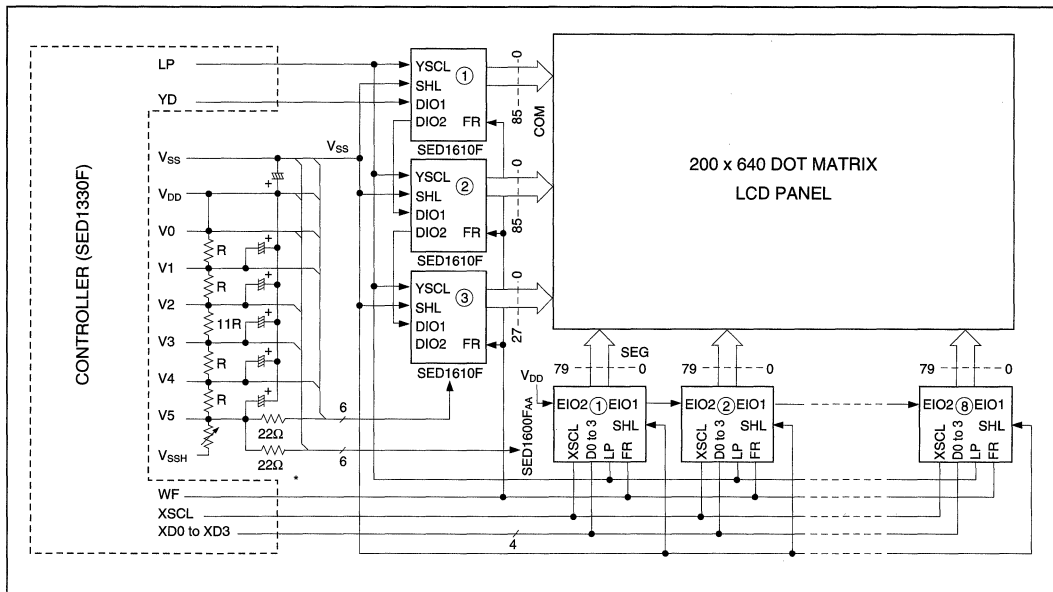 CONTROLLER (SED1330F)
LP
YD
VSS
VDD
V0
V1
V2
V3
V4
V5
VSSH
WF
XSCL
XD0 to XD3
R
R
11R
R
R
+
+
+
+
+
+
22Ω
22Ω
6
6
*
4
VSS
YSCL
SHL
DIO1
DIO2 FR
1
SED1610F
YSCL
SHL
DIO1
DIO2 FR
2
SED1610F
YSCL
SHL
DIO1
DIO2 FR
3
SED1610F
85 0
85 0
27 0
COM
200 x 640 DOT MATRIX
LCD PANEL
SEG
79 0
79 0
79 0
VDD
SED1600FAA
EIO2 1 EIO1
SHL
XSCL
D0 to 3
LP
FR
EIO2 2 EIO1
SHL
XSCL
D0 to 3
LP
FR
EIO2 8 EIO1
SHL
XSCL
D0 to 3
LP
FR